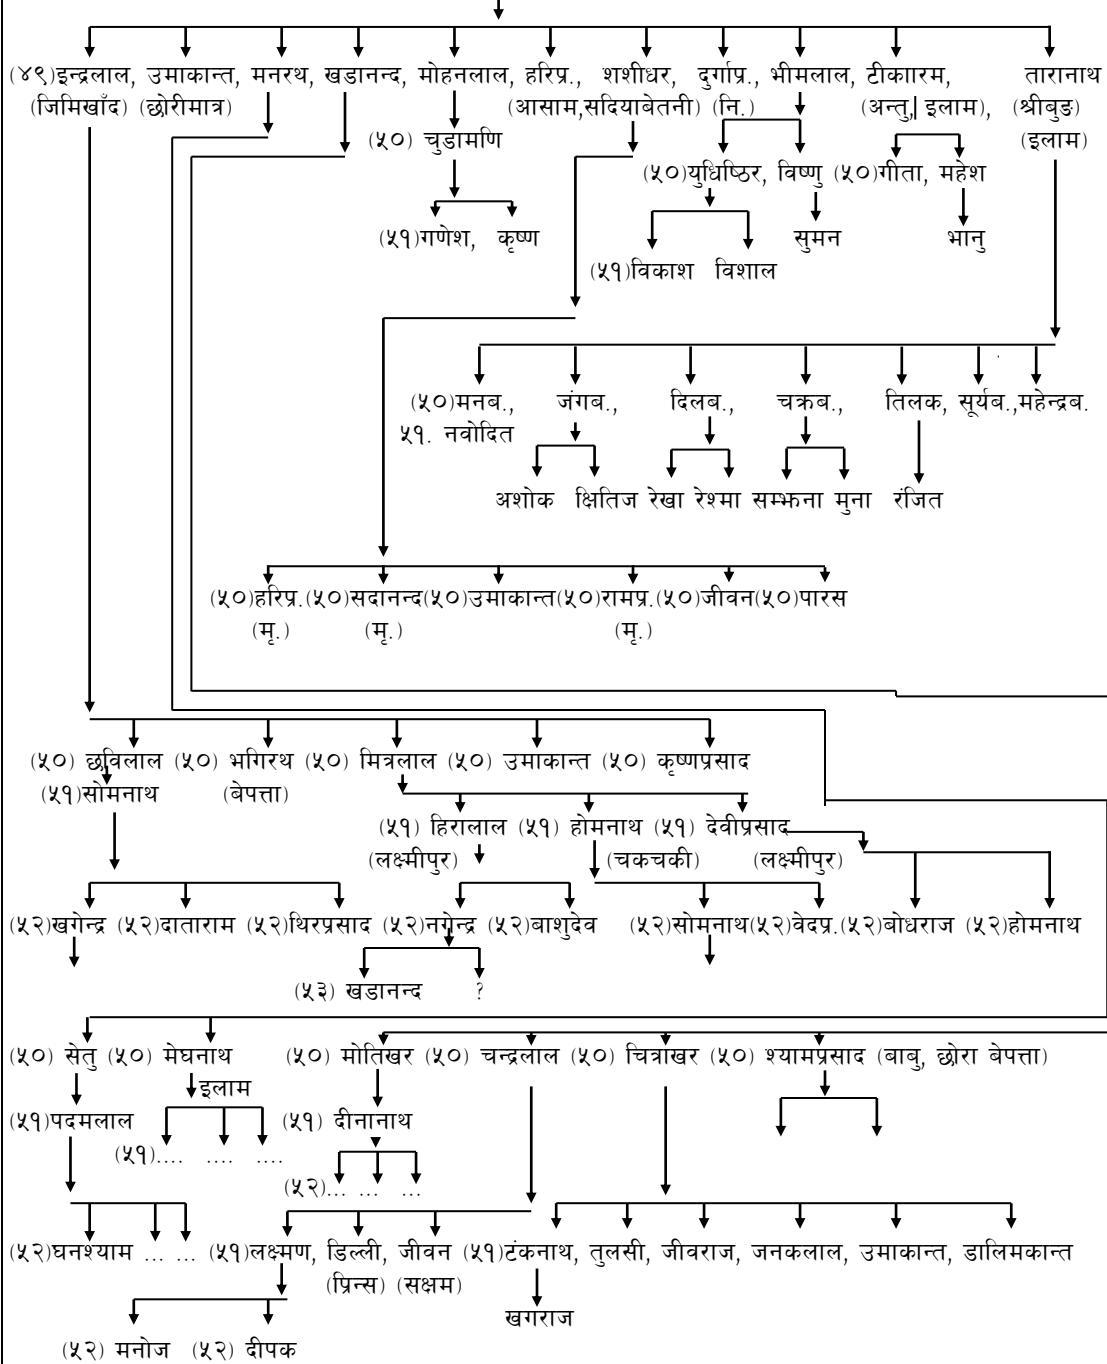 (४९)इन्द्रलाल, उमाकान्त, मनरथ, खडानन्द, मोहनलाल, हरिप्र., शशीधर, दुर्गाप्र., भीमलाल, टीकाारम, तारानाथ
(जिमिखाँद) (छोरीमात्र) (आसाम,सदियाबेतनी) (नि.) (अन्तु, इलाम), (श्रीबुङ)
(५०) चुडामणि (इलाम)
(५०)युधिष्ठिर, विष्णु (५०)गीता, महेश
(५१)गणेश, कृष्ण सुमन भानु
(५१)विकाश विशाल
(५०)मनब., जंगब., दिलब., चक्रब., तिलक, सूर्यब.,महेन्द्रब.
५१. नवोदित
अशोक क्षितिज रेखा रेश्मा सम्झना मुना रंजित
(५०)हरिप्र.(५०)सदानन्द(५०)उमाकान्त(५०)रामप्र.(५०)जीवन(५०)पारस
(मृ.) (मृ.) (मृ.)
(५०) छविलाल (५०) भगिरथ (५०) मित्रलाल (५०) उमाकान्त (५०) कृष्णप्रसाद
(५१)सोमनाथ (बेपत्ता)
(५१) हिरालाल (५१) होमनाथ (५१) देवीप्रसाद
(लक्ष्मीपुर) (चकचकी) (लक्ष्मीपुर)
(५२)खगेन्द्र (५२)दाताराम (५२)थिरप्रसाद (५२)नगेन्द्र (५२)बाशुदेव (५२)सोमनाथ(५२)वेदप्र.(५२)बोधराज (५२)होमनाथ
(५३) खडानन्द ?
(५०) सेतु (५०) मेघनाथ (५०) मोतिखर (५०) चन्द्रलाल (५०) चित्राखर (५०) श्यामप्रसाद (बाबु, छोरा बेपत्ता)
इलाम
(५१)पदमलाल (५१) दीनानाथ
(५१).... .... ....
(५२)... ... ...
(५२)घनश्याम ... ... (५१)लक्ष्मण, डिल्ली, जीवन (५१)टंकनाथ, तुलसी, जीवराज, जनकलाल, उमाकान्त, डालिमकान्त
(प्रिन्स) (सक्षम)
खगराज
(५२) मनोज (५२) दीपक